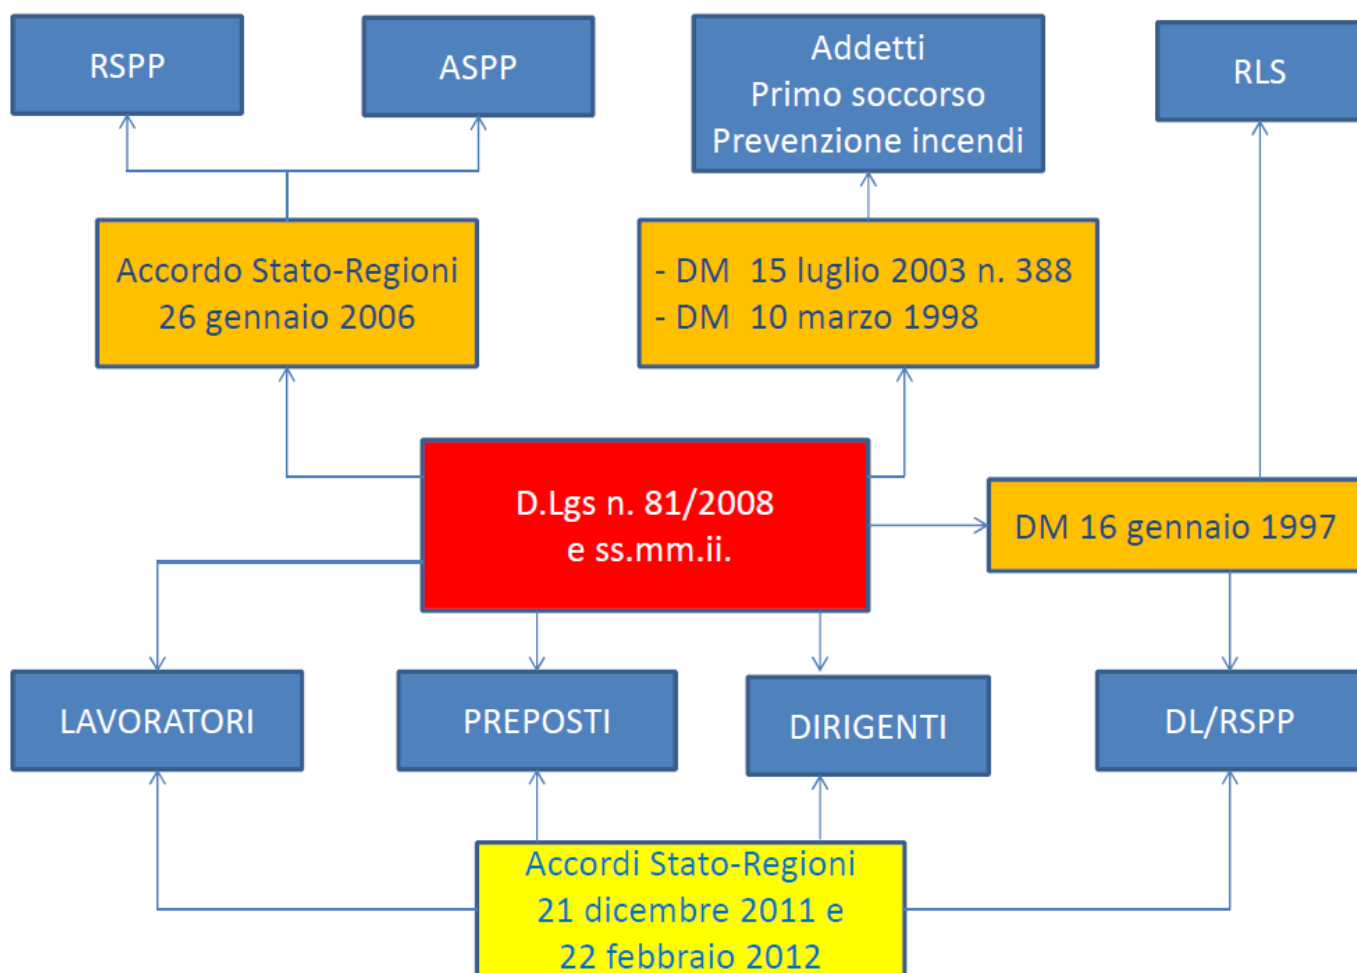 RSPP
ASPP
Addetti
Primo soccorso
Prevenzione incendi
RLS
Accordo Stato-Regioni
26 gennaio 2006
- DM  15 luglio 2003 n. 388
- DM  10 marzo 1998
D.Lgs n. 81/2008
e ss.mm.ii.
DM 16 gennaio 1997
LAVORATORI
PREPOSTI
DIRIGENTI
DL/RSPP
Accordi Stato-Regioni
21 dicembre 2011 e
22 febbraio 2012